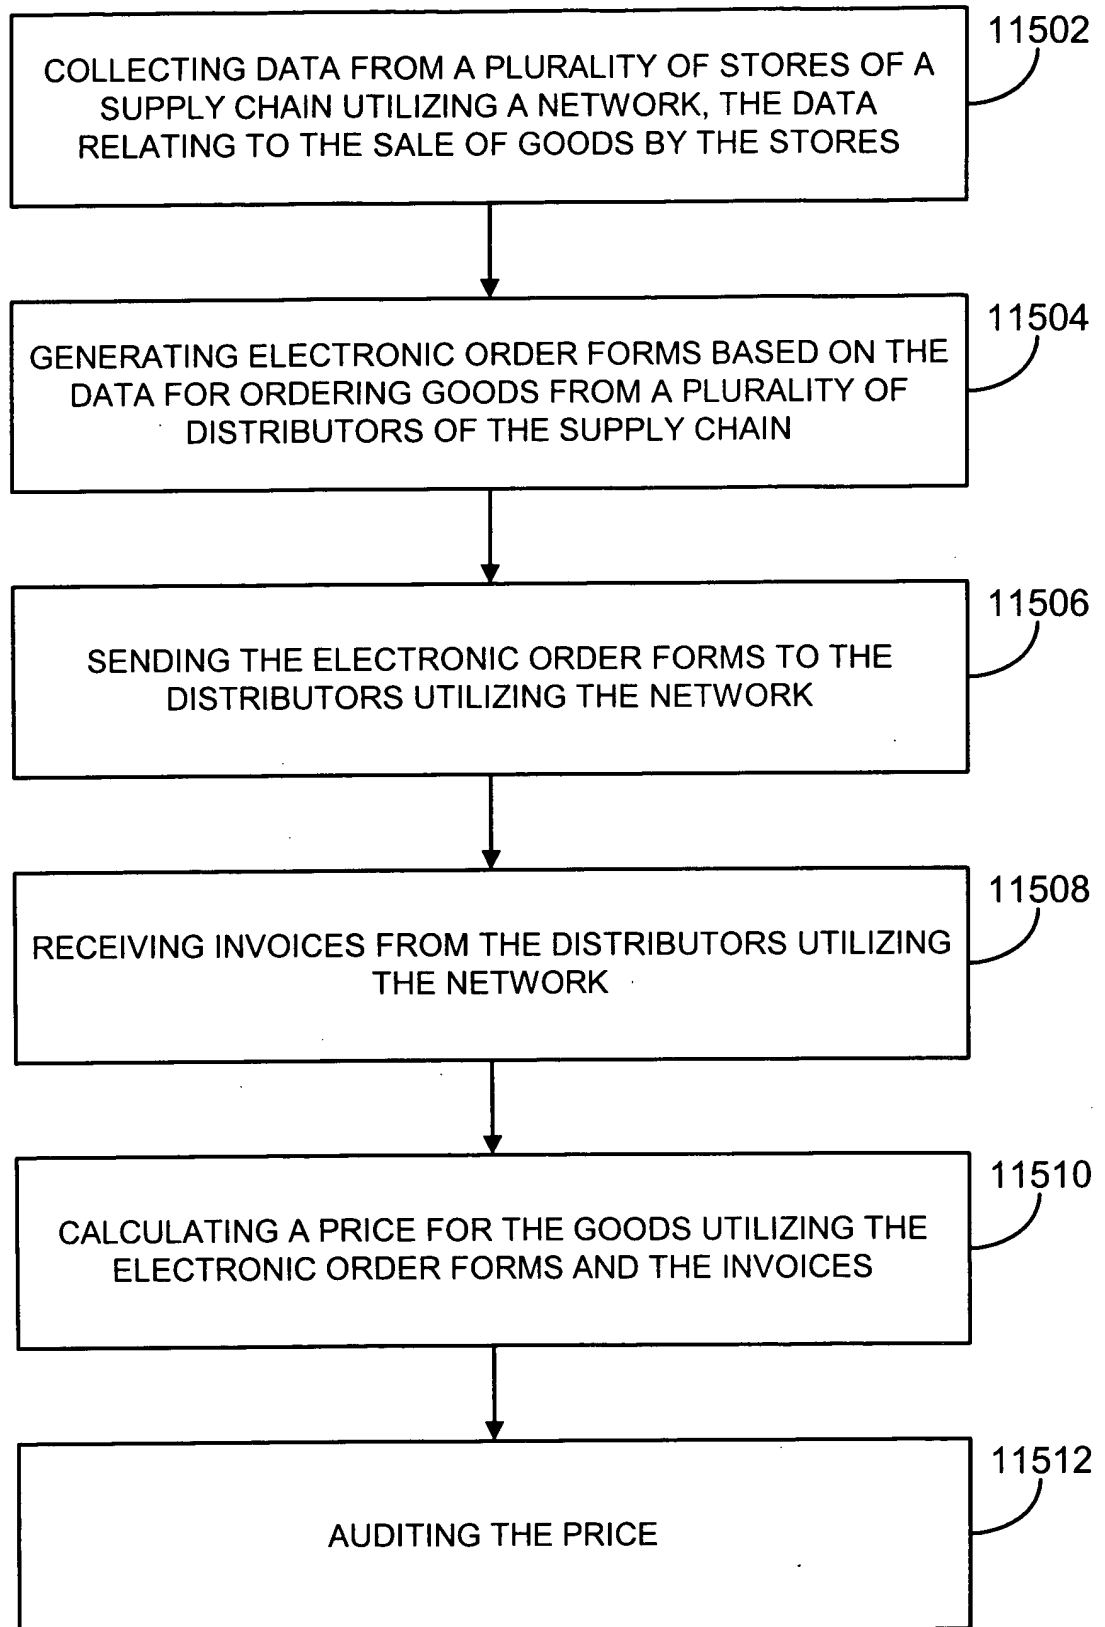 11502
COLLECTING DATA FROM A PLURALITY OF STORES OF A
SUPPLY CHAIN UTILIZING A NETWORK, THE DATA
RELATING TO THE SALE OF GOODS BY THE STORES
11504
GENERATING ELECTRONIC ORDER FORMS BASED ON THE
DATA FOR ORDERING GOODS FROM A PLURALITY OF
DISTRIBUTORS OF THE SUPPLY CHAIN
11506
SENDING THE ELECTRONIC ORDER FORMS TO THE
DISTRIBUTORS UTILIZING THE NETWORK
11508
RECEIVING INVOICES FROM THE DISTRIBUTORS UTILIZING
THE NETWORK
11510
CALCULATING A PRICE FOR THE GOODS UTILIZING THE
ELECTRONIC ORDER FORMS AND THE INVOICES
11512
AUDITING THE PRICE